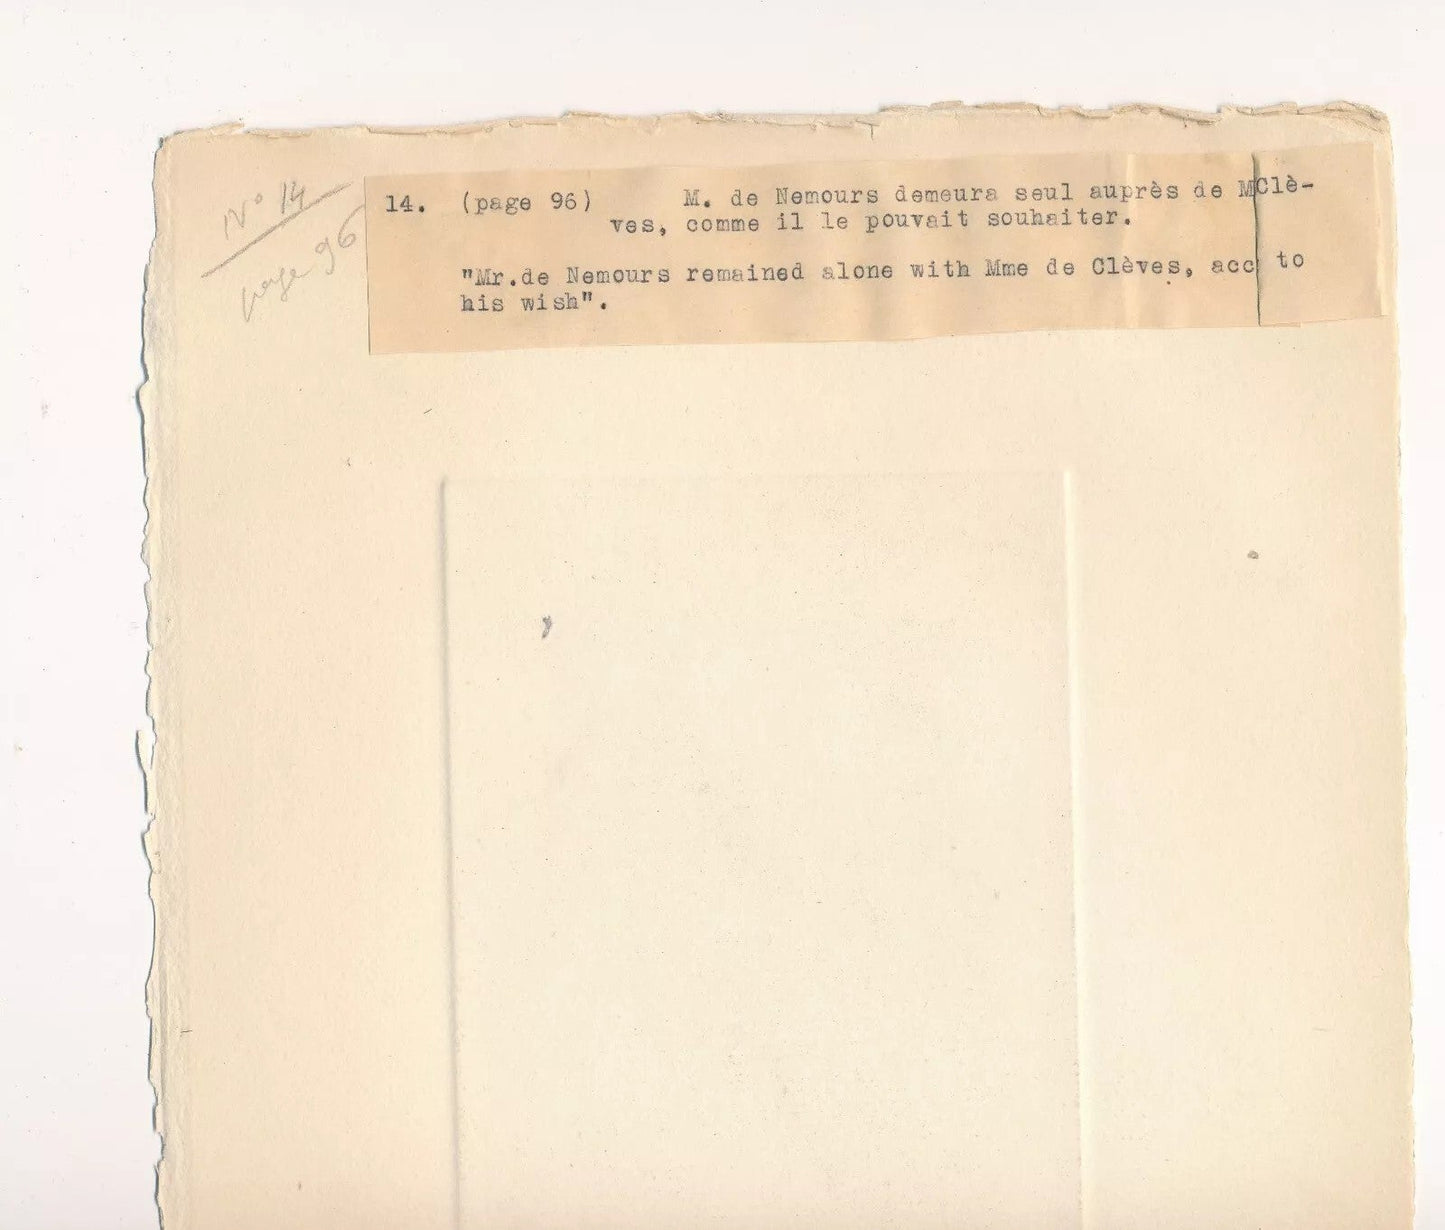 N° 14
page 96
14. (page 96) M. de Nemours demeura seul auprès de MClè-
ves, comme il le pouvait souhaiter.
"Mr.de Nemours remained alone with Mme de Clèves, acc to
his wish".